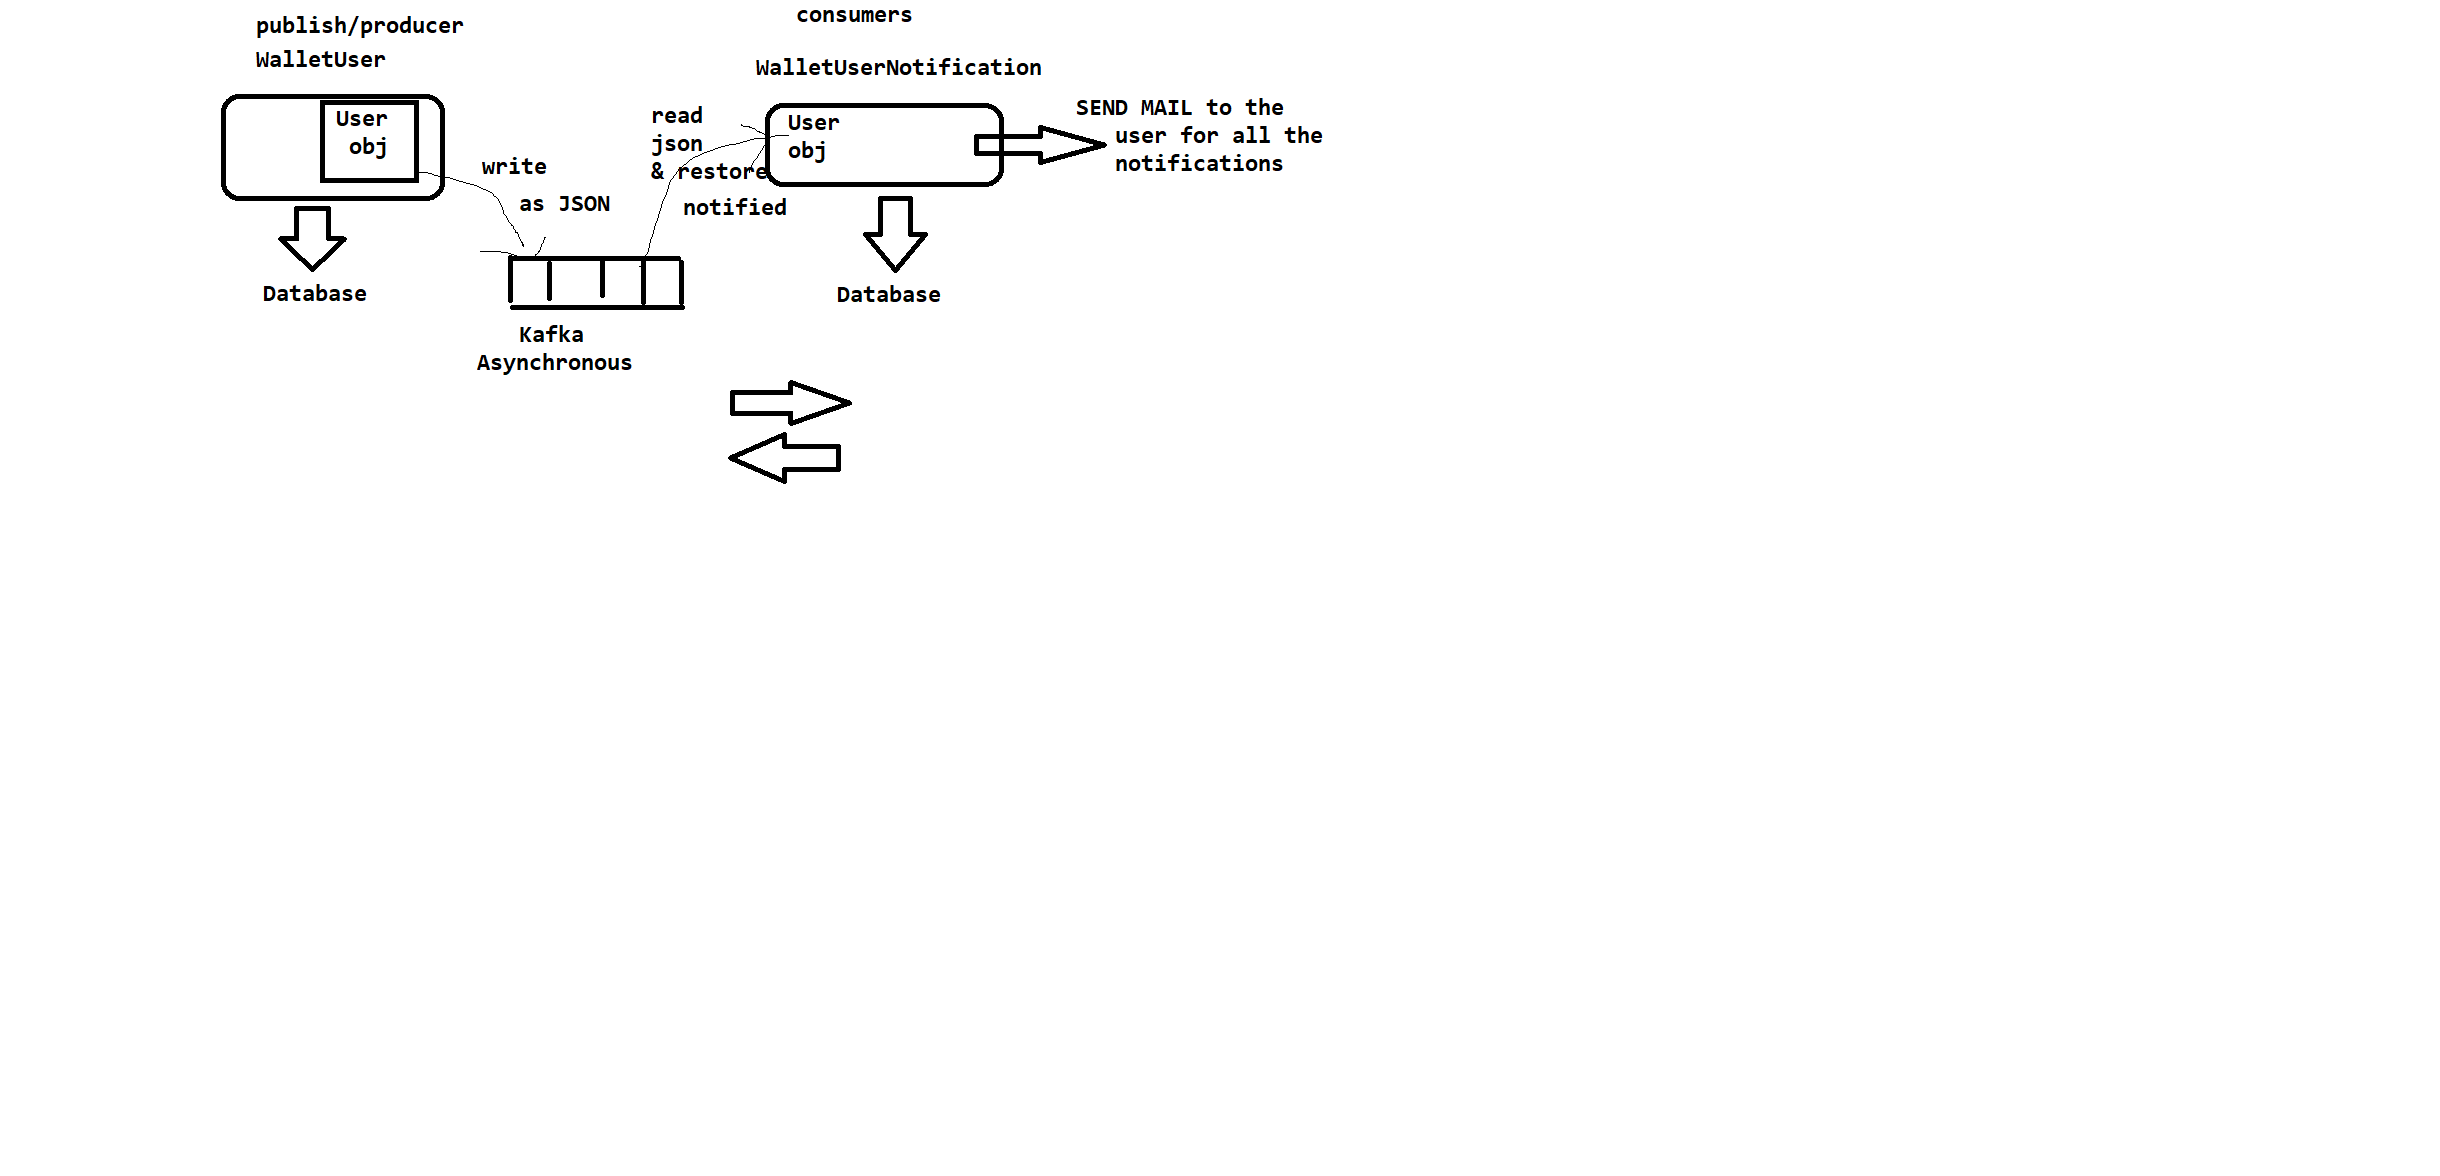 publish/producer
WalletUser
User
obj
Database
write
as JSON
Kafka
Asynchronous
consumers
WalletUserNotification
read
json
& restore
notified
User
obj
Database
SEND MAIL to the
user for all the
notifications